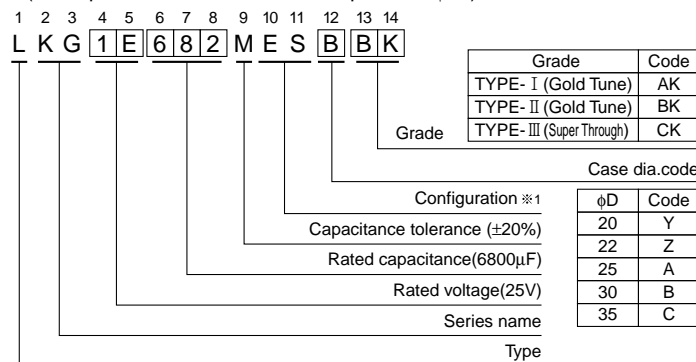 1 2 3 4 5 6 7 8 9 10 11 12 13 14
L K G 1 E 6 8 2 M E S B B K
Grade Code
TYPE-Ⅰ (Gold Tune) AK
TYPE-Ⅱ (Gold Tune) BK
TYPE-Ⅲ (Super Through) CK
Grade
Case dia.code
Configuration ※1
Capacitance tolerance (±20%)
Rated capacitance(6800μF)
Rated voltage(25V)
Series name
Type
φD Code
20 Y
22 Z
25 A
30 B
35 C